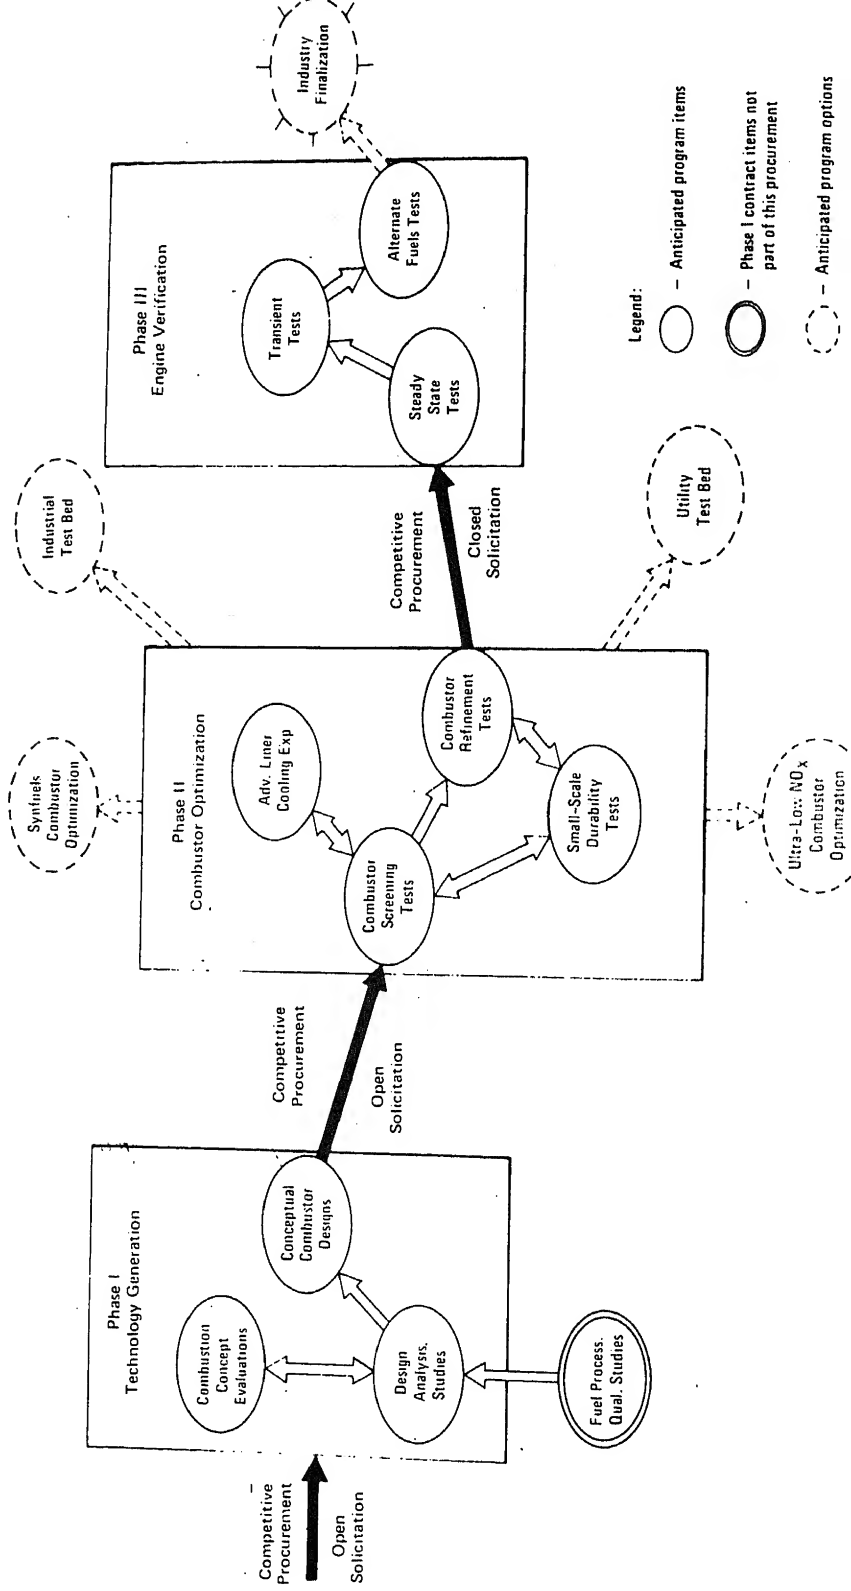 Competitive
Procurement
Open
Solicitation
Phase I
Technology Generation
Combustion
Concept
Evaluations
Conceptual
Combustor
Designs
Design
Analysis.
Studies
Fuel Process.
Qual. Studies
Competitive
Procurement
Open
Solicitation
Synfuels
Combustor
Optimization
Phase II
Combustor Optimization
Adv. Liner
Cooling Exp
Combustor
Screening
Tests
Combustor
Refinement
Tests
Small-Scale
Durability
Tests
Ultra-Low NOx
Combustor
Optimization
Industrial
Test Bed
Competitive
Procurement
Closed
Solicitation
Utility
Test Bed
Phase III
Engine Verification
Transient
Tests
Steady
State
Tests
Alternate
Fuels Tests
Industry
Finalization
Legend:
– Anticipated program items
– Phase I contract items not
part of this procurement
– Anticipated program options